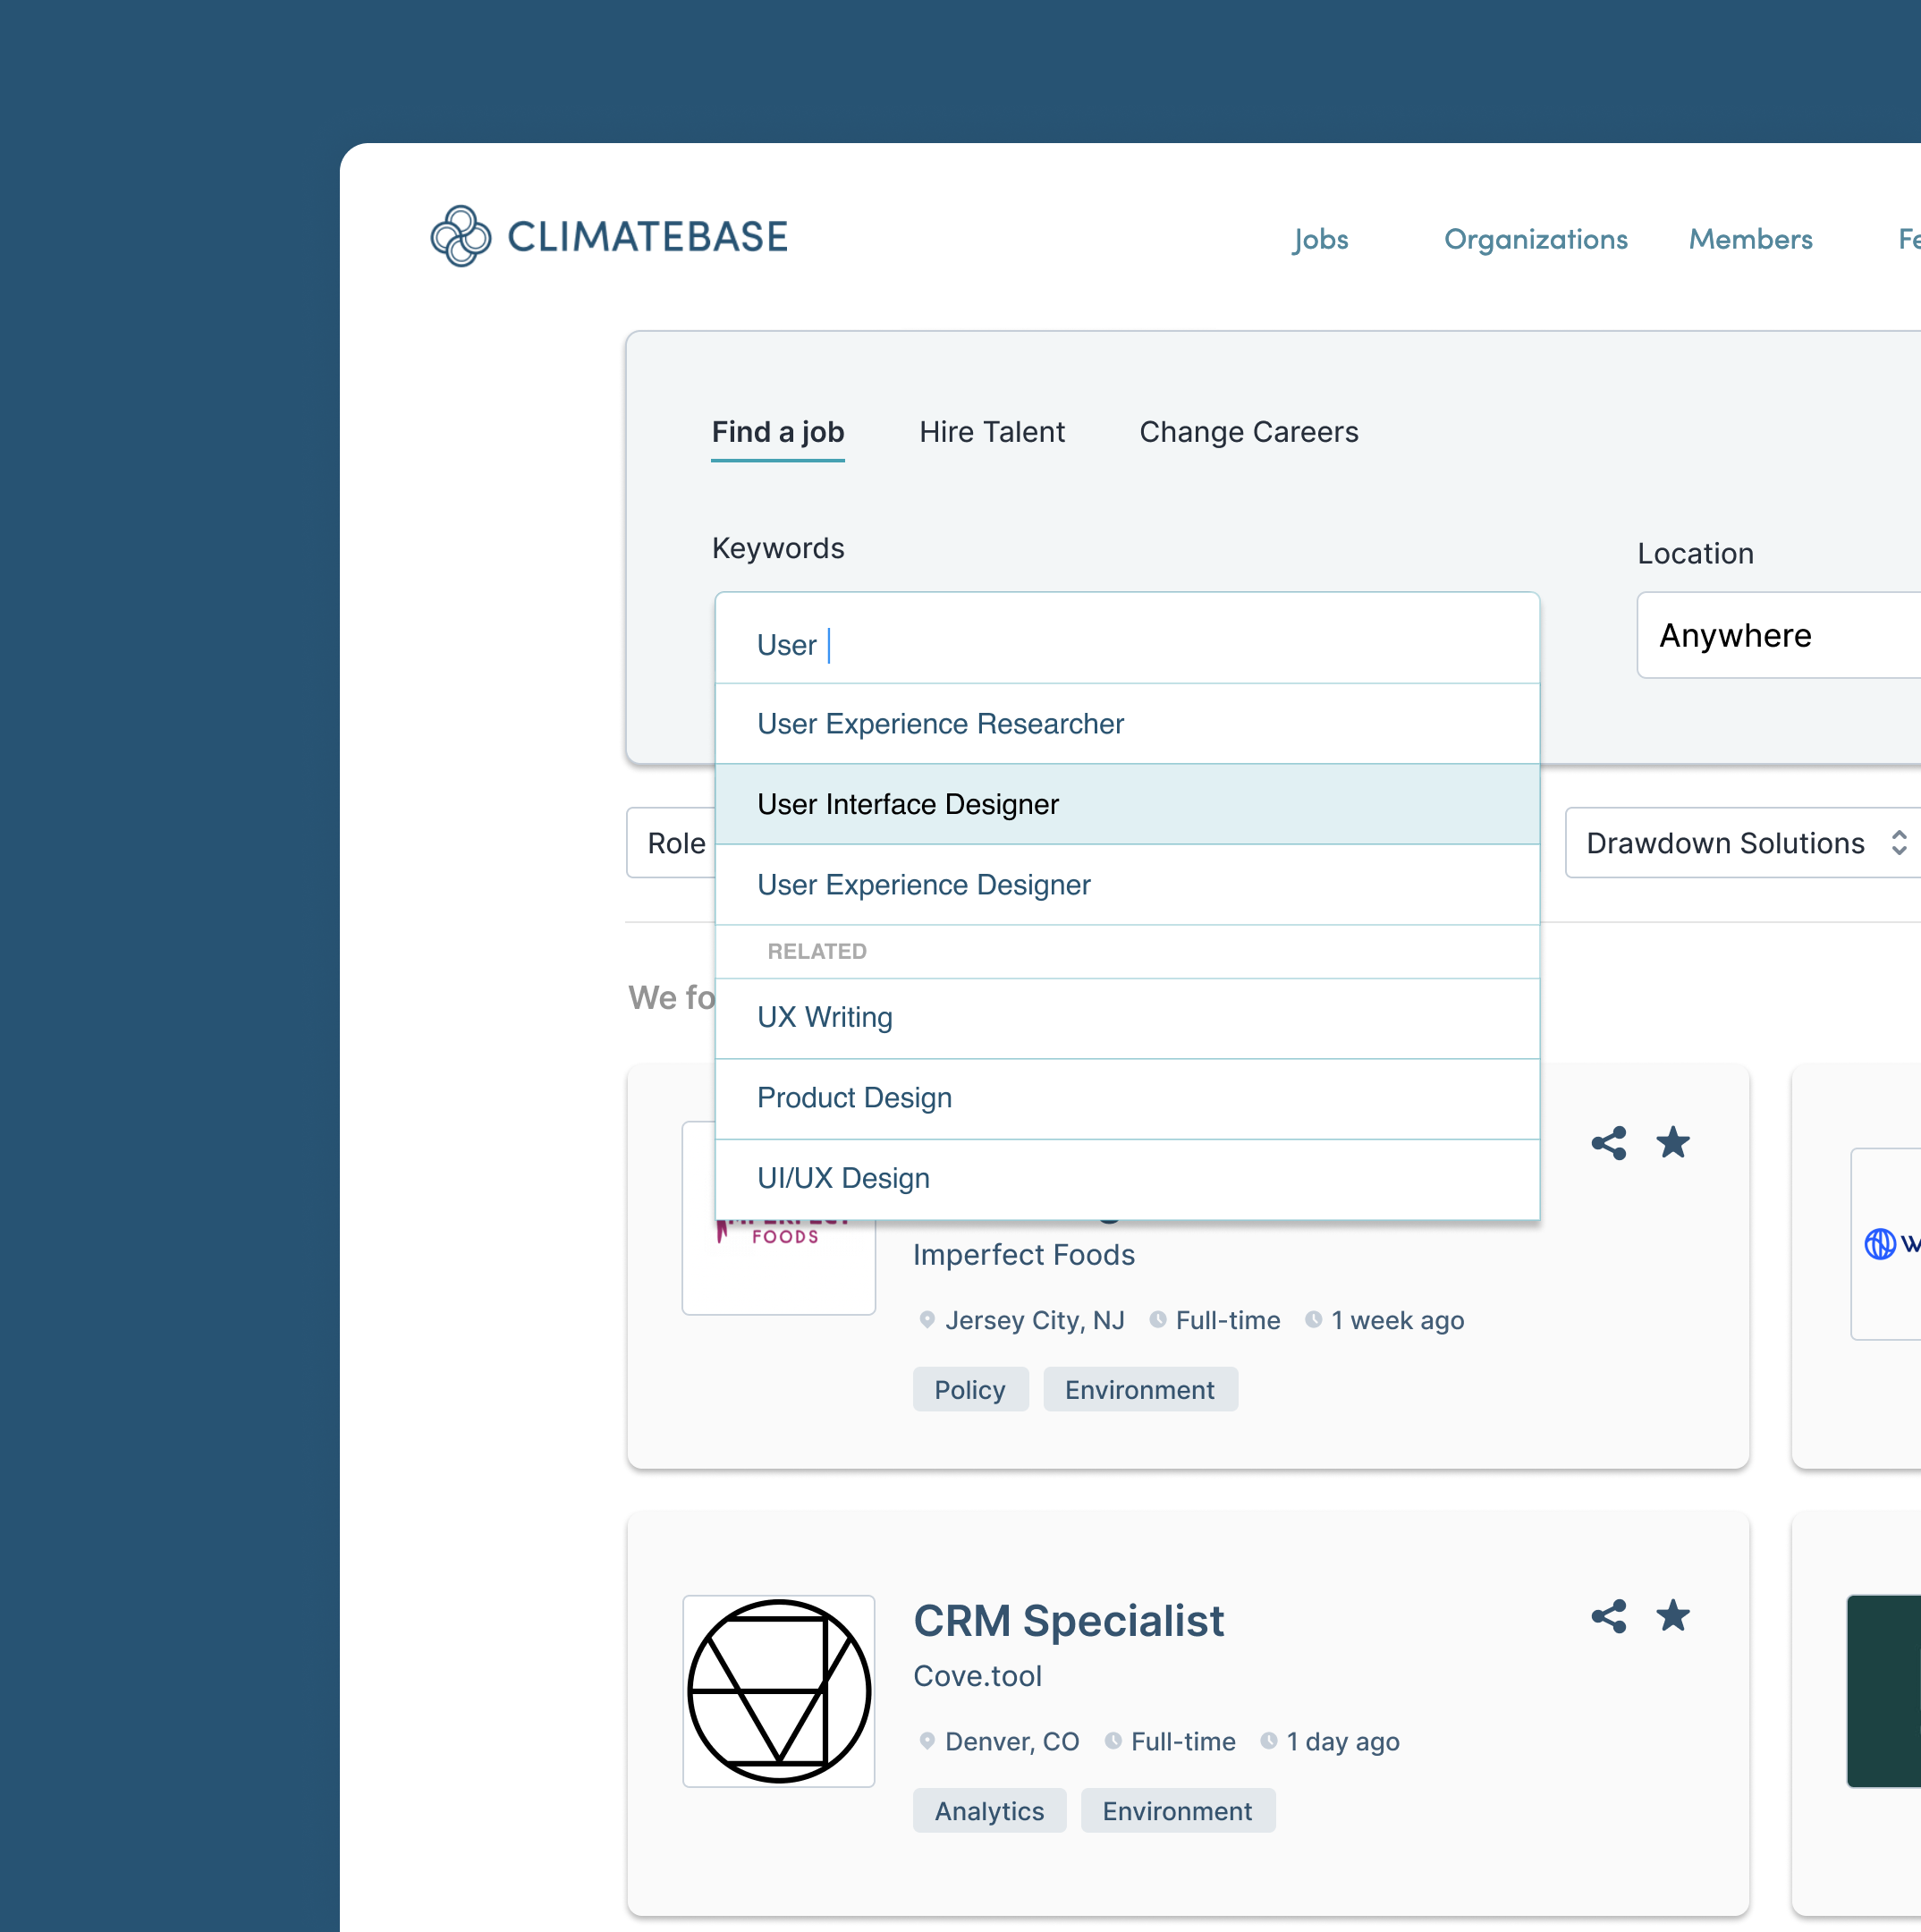 CLIMATEBASE
Jobs Organizations Members
Find a job Hire Talent Change Careers
Keywords
Location
User
Anywhere
User Experience Researcher
User Interface Designer
Role
Drawdown Solutions
User Experience Designer
RELATED
We
UX Writing
Product Design
UI/UX Design
FOODS
Imperfect Foods
Jersey City, NJ Full-time 1 week ago
Policy Environment
CRM Specialist
Cove.tool
Denver, CO Full-time 1 day ago
Analytics Environment